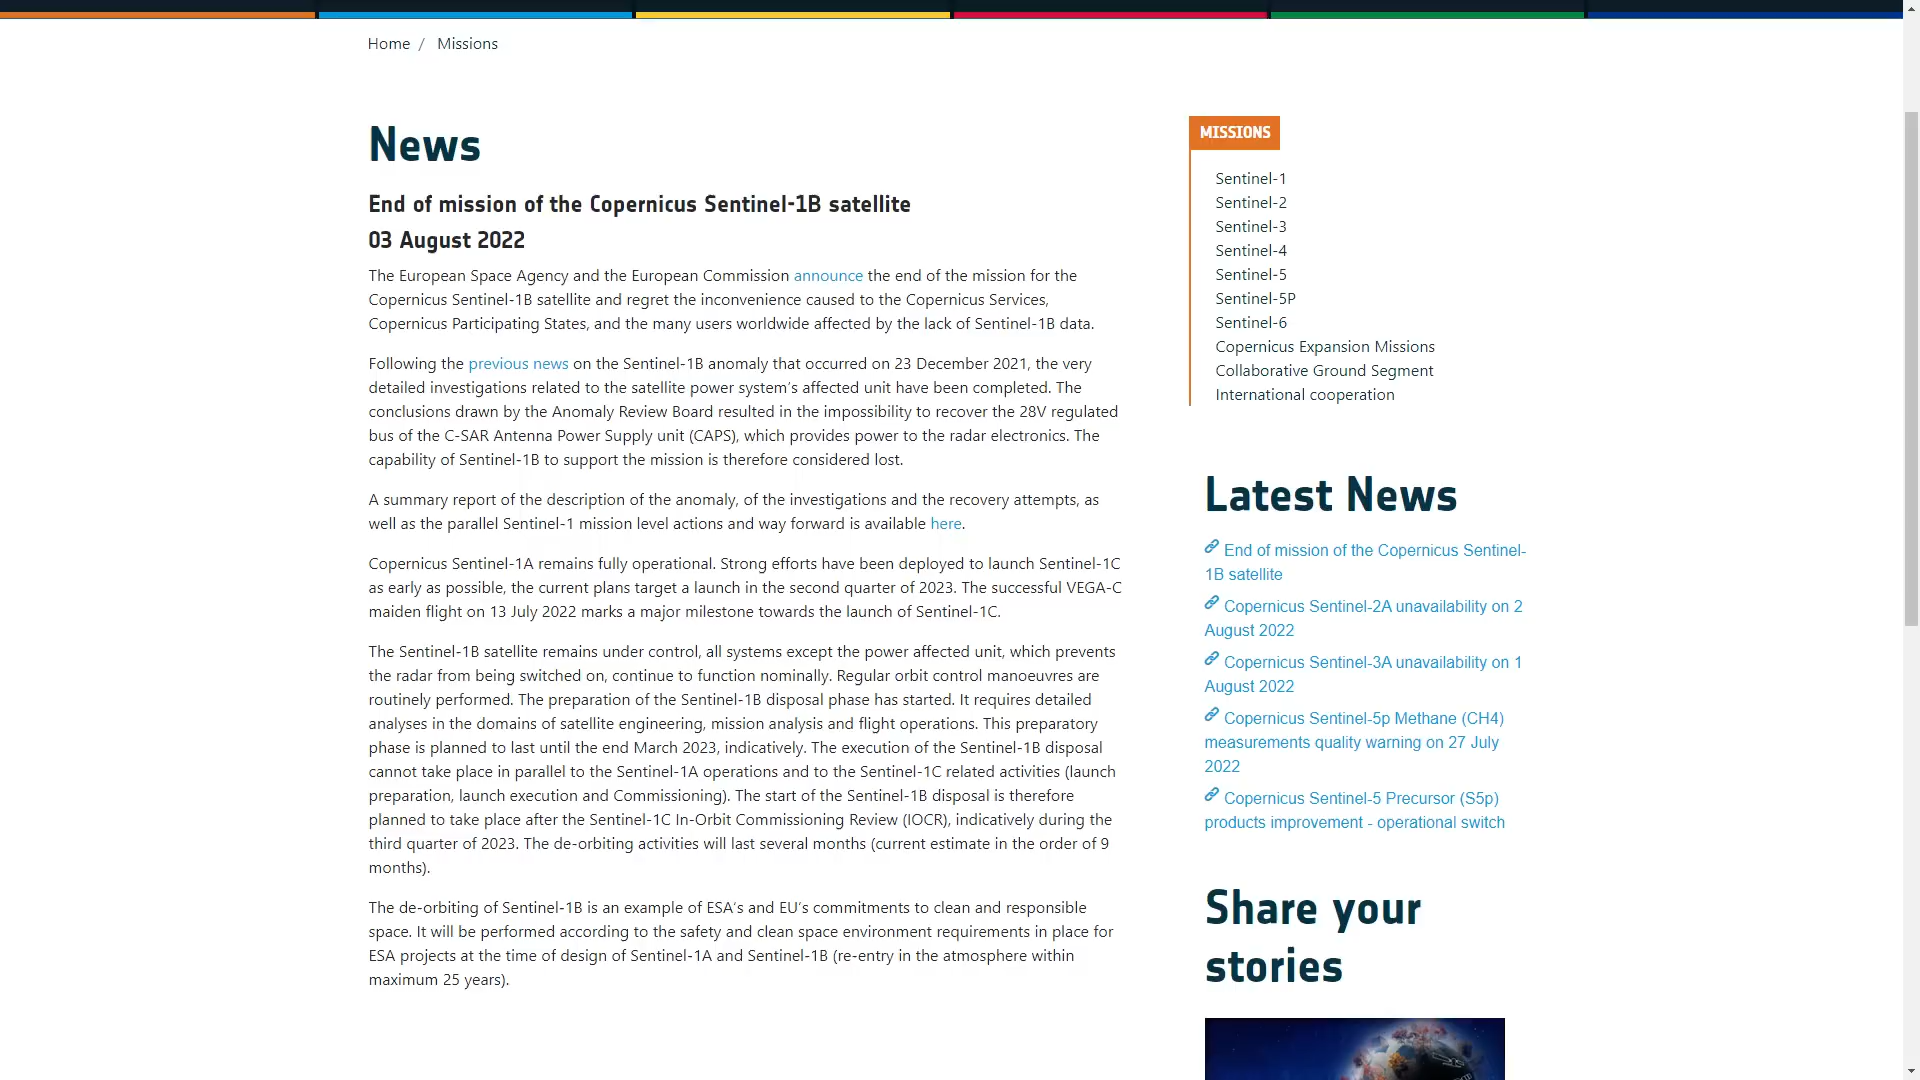 Home / Missions
News
End of mission of the Copernicus Sentinel-1B satellite
03 August 2022
The European Space Agency and the European Commission announce the end of the mission for the
Copernicus Sentinel-1B satellite and regret the inconvenience caused to the Copernicus Services,
Copernicus Participating States, and the many users worldwide affected by the lack of Sentinel-1B data.
Following the previous news on the Sentinel-1B anomaly that occurred on 23 December 2021, the very
detailed investigations related to the satellite power system's affected unit have been completed. The
conclusions drawn by the Anomaly Review Board resulted in the impossibility to recover the 28V regulated
bus of the C-SAR Antenna Power Supply unit (CAPS), which provides power to the radar electronics. The
capability of Sentinel-1B to support the mission is therefore considered lost.
A summary report of the description of the anomaly, of the investigations and the recovery attempts, as
well as the parallel Sentinel-1 mission level actions and way forward is available here.
Copernicus Sentinel-1A remains fully operational. Strong efforts have been deployed to launch Sentinel-1C
as early as possible, the current plans target a launch in the second quarter of 2023. The successful VEGA-C
maiden flight on 13 July 2022 marks a major milestone towards the launch of Sentinel-1C.
The Sentinel-1B satellite remains under control, all systems except the power affected unit, which prevents
the radar from being switched on, continue to function nominally. Regular orbit control manoeuvres are
routinely performed. The preparation of the Sentinel-1B disposal phase has started. It requires detailed
analyses in the domains of satellite engineering, mission analysis and flight operations. This preparatory
phase is planned to last until the end March 2023, indicatively. The execution of the Sentinel-1B disposal
cannot take place in parallel to the Sentinel-1A operations and to the Sentinel-1C related activities (launch
preparation, launch execution and Commissioning). The start of the Sentinel-1B disposal is therefore
planned to take place after the Sentinel-1C In-Orbit Commissioning Review (IOCR), indicatively during the
third quarter of 2023. The de-orbiting activities will last several months (current estimate in the order of 9
months).
The de-orbiting of Sentinel-1B is an example of ESA's and EU's commitments to clean and responsible
space. It will be performed according to the safety and clean space environment requirements in place for
ESA projects at the time of design of Sentinel-1A and Sentinel-1B (re-entry in the atmosphere within
maximum 25 years).
MISSIONS
Sentinel-1
Sentinel-2
Sentinel-3
Sentinel-4
Sentinel-5
Sentinel-5P
Sentinel-6
Copernicus Expansion Missions
Collaborative Ground Segment
International cooperation
Latest News
End of mission of the Copernicus Sentinel-
1B satellite
Copernicus Sentinel-2A unavailability on 2
August 2022
Copernicus Sentinel-3A unavailability on 1
August 2022
Copernicus Sentinel-5p Methane (CH4)
measurements quality warning on 27 July
2022
Copernicus Sentinel-5 Precursor (S5p)
products improvement - operational switch
Share your
stories